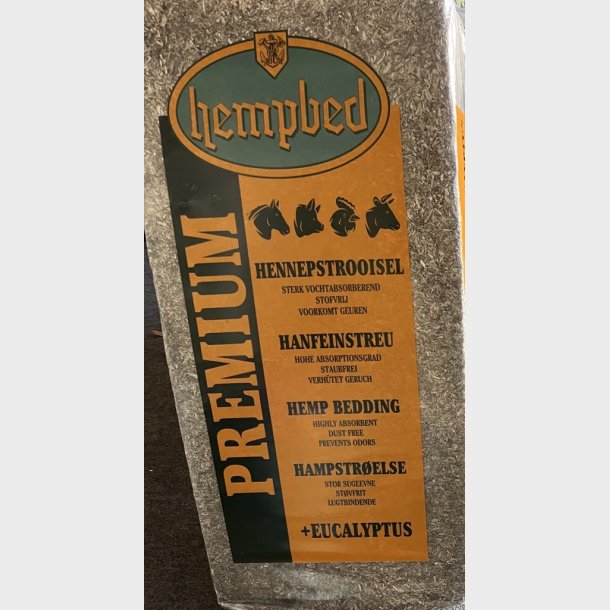 hempbed
PREMIUM
HENNEPSTROOISEL
STERK VOCHTABSORBEREND
STOFVRIJ
VOORKOMT GEUREN
HANFEINSTREU
HOHE ABSORPTIONSGRAD
STAUBFREI
VERHÜTET GERUCH
HEMP BEDDING
HIGHLY ABSORBENT
DUST FREE
PREVENTS ODORS
HAMPSTRØELSE
STOR SUGEEVNE
STØVFRIT
LUGTBINDENDE
+EUCALYPTUS